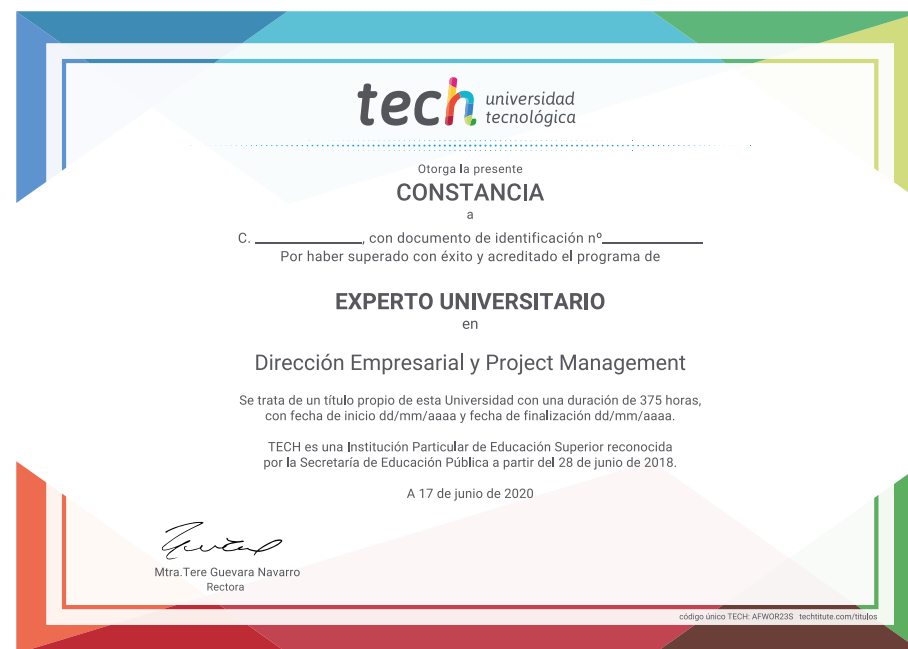 tech universidad
tecnológica
Otorga la presente
CONSTANCIA
a
C. ____________, con documento de identificación nº____________
Por haber superado con éxito y acreditado el programa de
EXPERTO UNIVERSITARIO
en
Dirección Empresarial y Project Management
Se trata de un título propio de esta Universidad con una duración de 375 horas,
con fecha de inicio dd/mm/aaaa y fecha de finalización dd/mm/aaaa.
TECH es una Institución Particular de Educación Superior reconocida
por la Secretaría de Educación Pública a partir del 28 de junio de 2018.
A 17 de junio de 2020
Mtra.Tere Guevara Navarro
Rectora
código único TECH: AFWOR23S techtitute.com/titulos